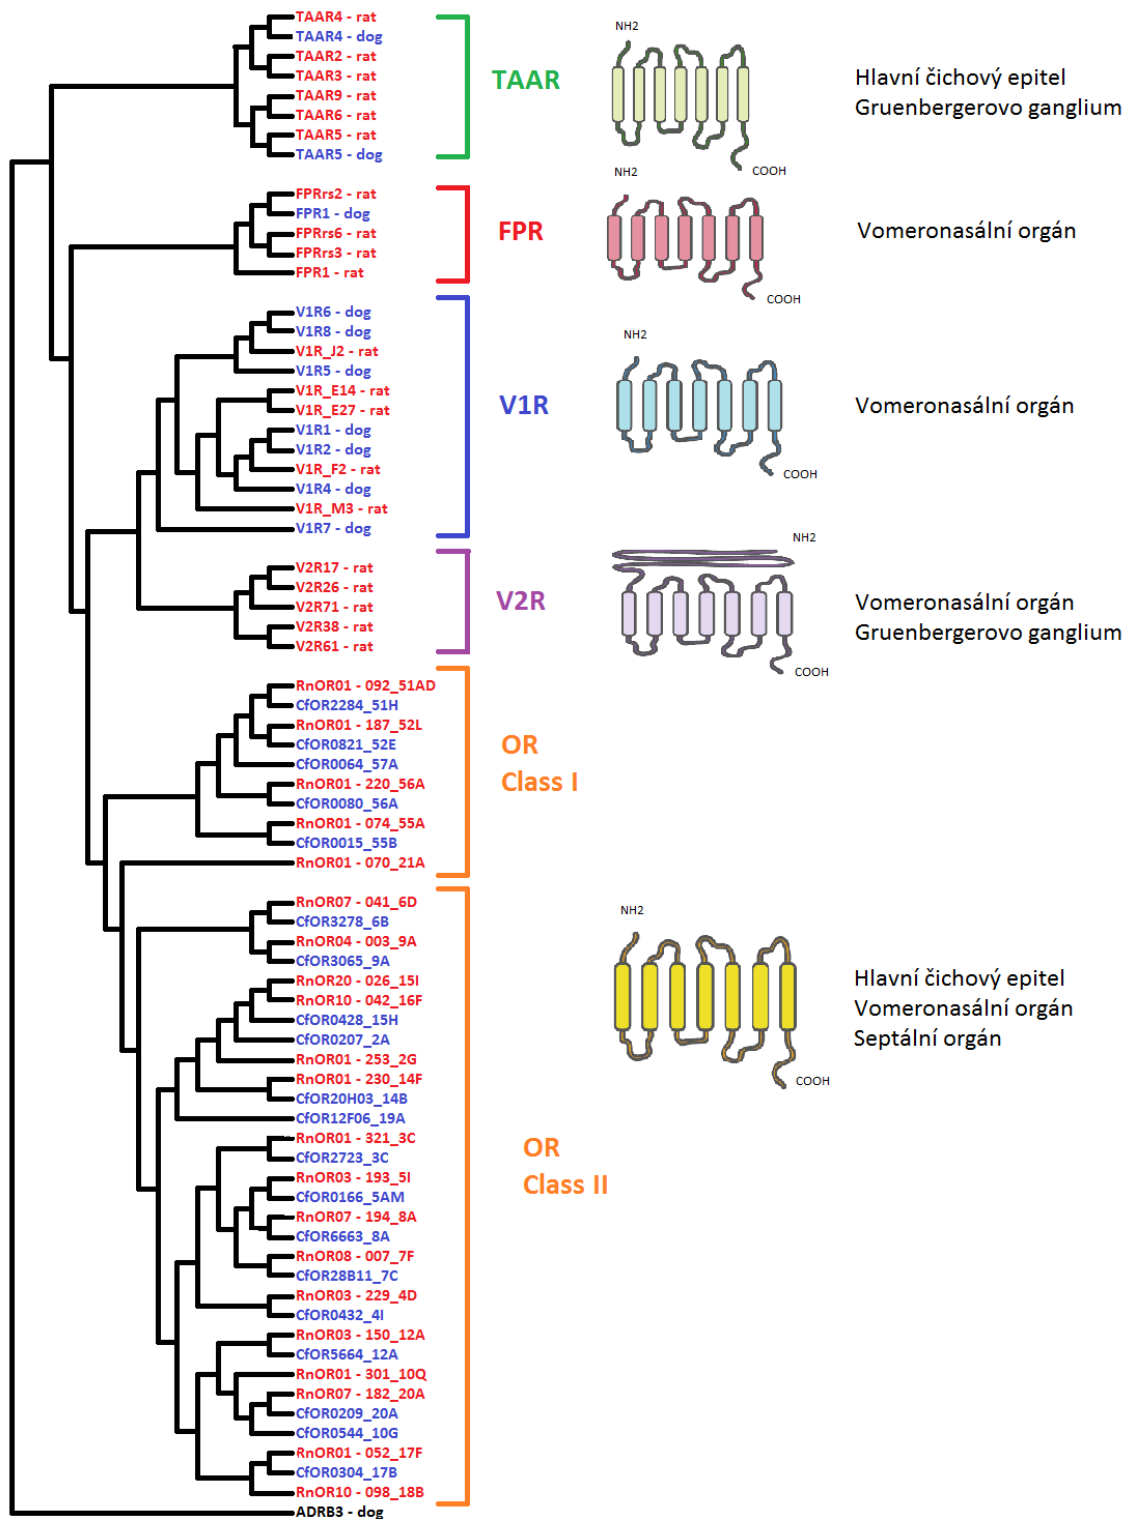 TAAR4 - rat
TAAR4 - dog
TAAR2 - rat
TAAR3 - rat
TAAR9 - rat
TAAR6 - rat
TAAR5 - rat
TAAR5 - dog
TAAR
NH2
COOH
Hlavní čichový epitel
Gruenbergerovo ganglium
FPRrs2 - rat
FPR1 - dog
FPRrs6 - rat
FPRrs3 - rat
FPR1 - rat
FPR
NH2
COOH
Vomeronasální orgán
V1R6 - dog
V1R8 - dog
V1R_J2 - rat
V1R5 - dog
V1R_E14 - rat
V1R_E27 - rat
V1R1 - dog
V1R2 - dog
V1R_F2 - rat
V1R4 - dog
V1R_M3 - rat
V1R7 - dog
V1R
NH2
COOH
Vomeronasální orgán
V2R17 - rat
V2R26 - rat
V2R71 - rat
V2R38 - rat
V2R61 - rat
V2R
NH2
COOH
Vomeronasální orgán
Gruenbergerovo ganglium
RnOR01 - 092_51AD
CfOR2284_51H
RnOR01 - 187_52L
CfOR0821_52E
CfOR0064_57A
RnOR01 - 220_56A
CfOR0080_56A
RnOR01 - 074_55A
CfOR0015_55B
RnOR01 - 070_21A
OR
Class I
RnOR07 - 041_6D
CfOR3278_6B
RnOR04 - 003_9A
CfOR3065_9A
RnOR20 - 026_15I
RnOR10 - 042_16F
CfOR0428_15H
CfOR0207_2A
RnOR01 - 253_2G
RnOR01 - 230_14F
CfOR20H03_14B
CfOR12F06_19A
RnOR01 - 321_3C
CfOR2723_3C
RnOR03 - 193_5I
CfOR0166_5AM
RnOR07 - 194_8A
CfOR6663_8A
RnOR08 - 007_7F
CfOR28B11_7C
RnOR03 - 229_4D
CfOR0432_4I
RnOR03 - 150_12A
CfOR5664_12A
RnOR01 - 301_10Q
RnOR07 - 182_20A
CfOR0209_20A
CfOR0544_10G
RnOR01 - 052_17F
CfOR0304_17B
RnOR10 - 098_18B
OR
Class II
NH2
COOH
Hlavní čichový epitel
Vomeronasální orgán
Septální orgán
ADRB3 - dog